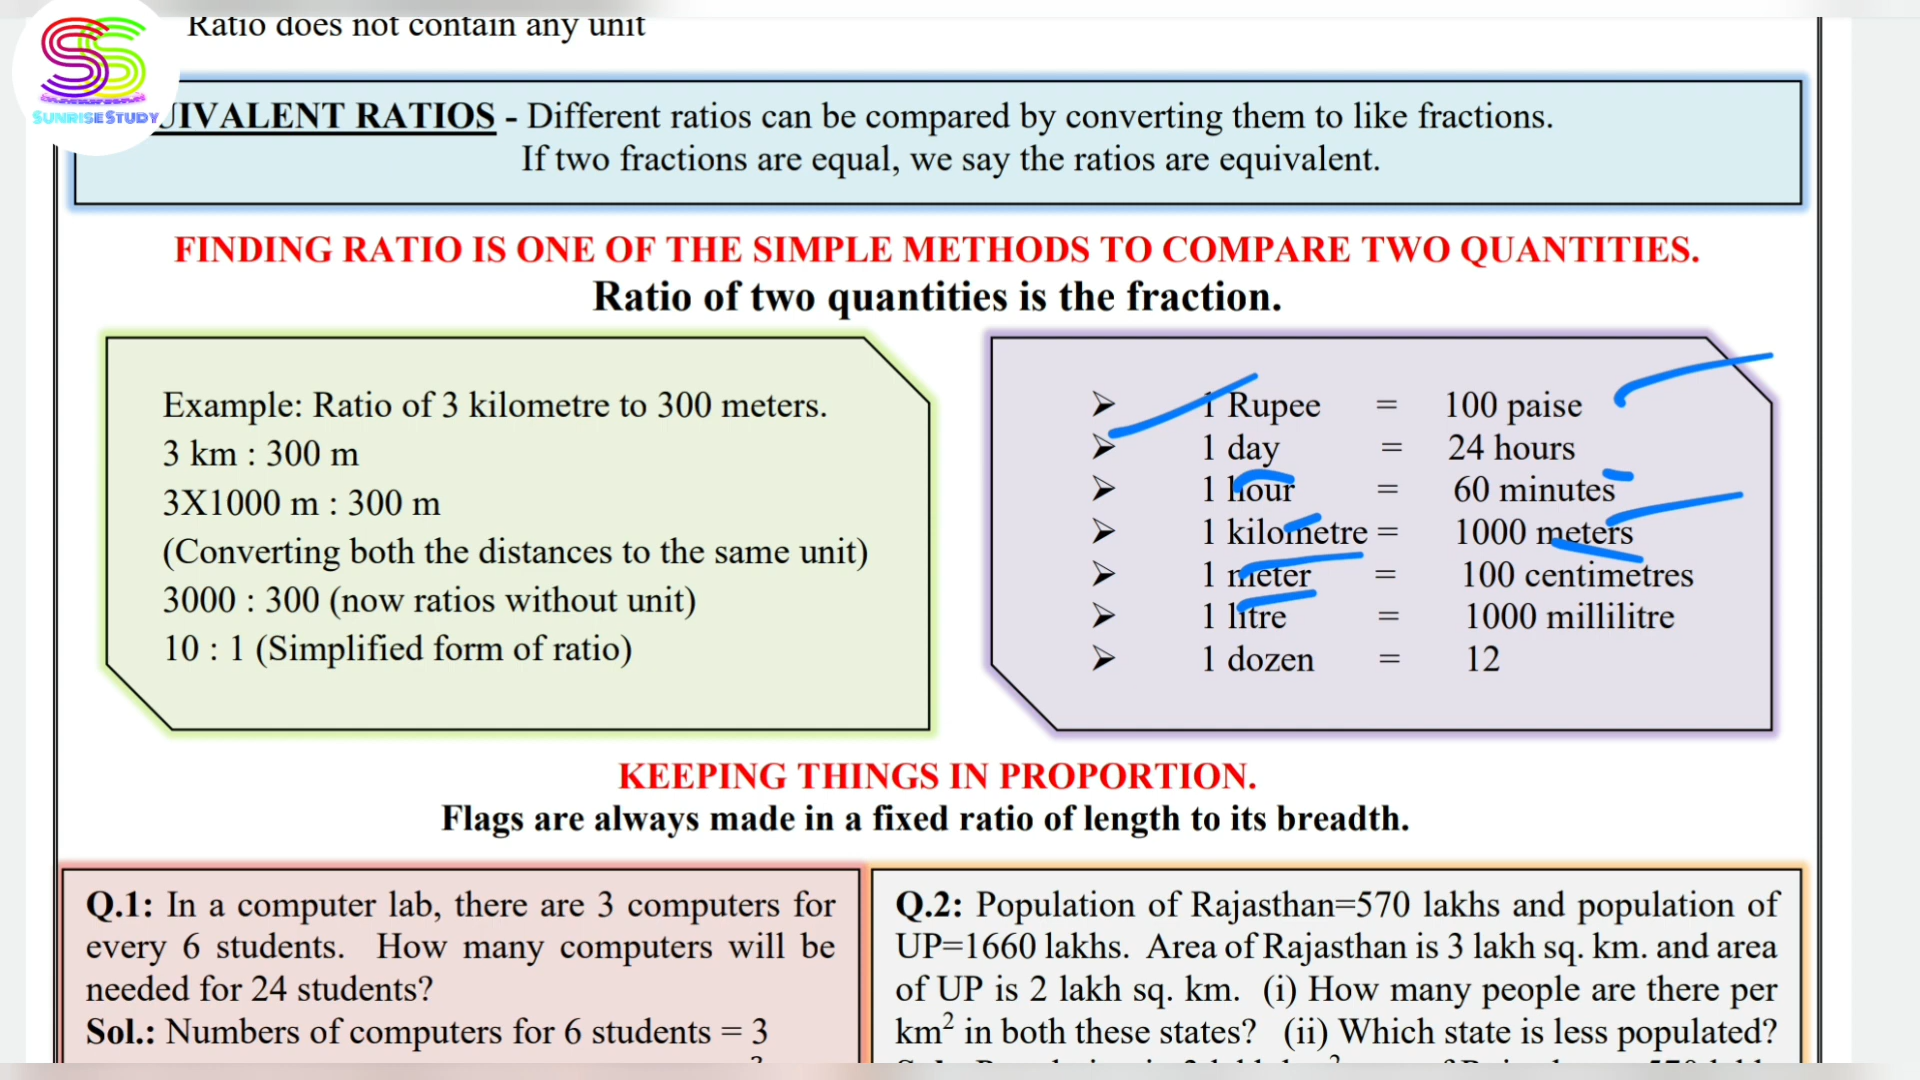 Ratio does not contain any unit
SUNRISESTUDY
UIVALENT RATIOS - Different ratios can be compared by converting them to like fractions.
If two fractions are equal, we say the ratios are equivalent.
FINDING RATIO IS ONE OF THE SIMPLE METHODS TO COMPARE TWO QUANTITIES.
Ratio of two quantities is the fraction.
Example: Ratio of 3 kilometre to 300 meters.
3 km : 300 m
3X1000 m : 300 m
(Converting both the distances to the same unit)
3000 : 300 (now ratios without unit)
10 : 1 (Simplified form of ratio)
➢ 1 Rupee = 100 paise
➢ 1 day = 24 hours
➢ 1 hour = 60 minutes
➢ 1 kilometre = 1000 meters
➢ 1 meter = 100 centimetres
➢ 1 litre = 1000 millilitre
➢ 1 dozen = 12
KEEPING THINGS IN PROPORTION.
Flags are always made in a fixed ratio of length to its breadth.
Q.1: In a computer lab, there are 3 computers for
every 6 students. How many computers will be
needed for 24 students?
Sol.: Numbers of computers for 6 students = 3
Q.2: Population of Rajasthan=570 lakhs and population of
UP=1660 lakhs. Area of Rajasthan is 3 lakh sq. km. and area
of UP is 2 lakh sq. km. (i) How many people are there per
km² in both these states? (ii) Which state is less populated?